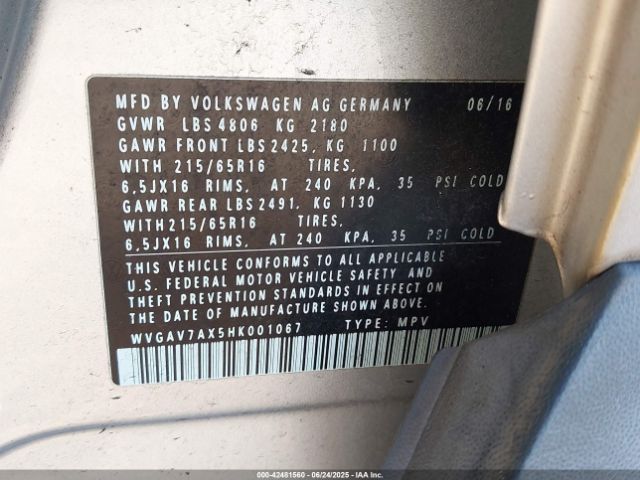 MFD BY VOLKSWAGEN AG GERMANY 06/16
GVWR LBS 4806 KG 2180
GAWR FRONT LBS 2425, KG 1100
WITH 215/65R16 TIRES,
6,5JX16 RIMS, AT 240 KPA, 35 PSI COLD
GAWR REAR LBS 2491, KG 1130
WITH 215/65R16 TIRES,
6,5JX16 RIMS, AT 240 KPA, 35 PSI COLD
THIS VEHICLE CONFORMS TO ALL APPLICABLE
U.S. FEDERAL MOTOR VEHICLE SAFETY AND
THEFT PREVENTION STANDARDS IN EFFECT ON
THE DATE OF MANUFACTURE SHOWN ABOVE.
WVGAV7AX5HK001067 TYPE: MPV
000-42481560 - 06/24/2025 - IAA Inc.